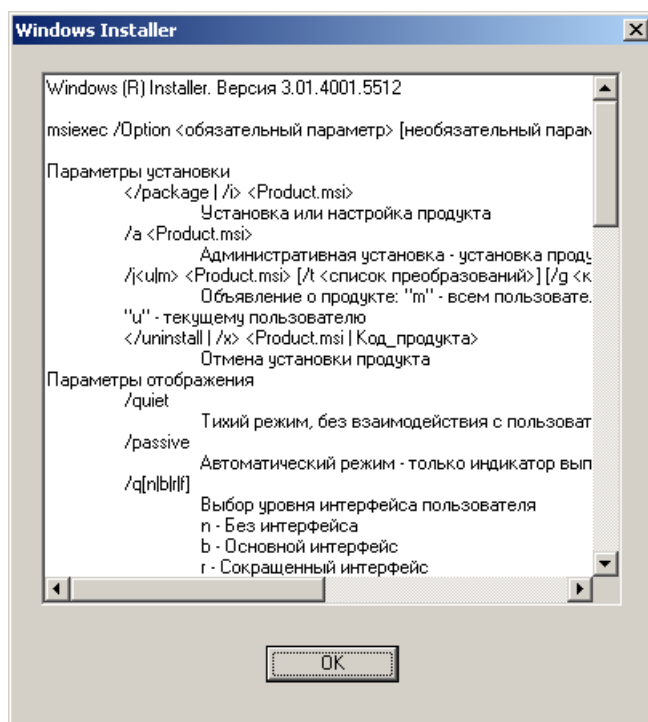 Windows Installer
Windows (R) Installer. Версия 3.01.4001.5512
msiexec /Option <обязательный параметр> [необязательный парам
Параметры установки
</package | /i> <Product.msi>
Установка или настройка продукта
/a <Product.msi>
Административная установка - установка проду
/j<u|m> <Product.msi> [/t <список преобразований>] [/g <к
Объявление о продукте: "m" - всем пользовате.
"u" - текущему пользователю
</uninstall | /x> <Product.msi | Код_продукта>
Отмена установки продукта
Параметры отображения
/quiet
Тихий режим, без взаимодействия с пользоват
/passive
Автоматический режим - только индикатор вып
/q[n|b|r|f]
Выбор уровня интерфейса пользователя
n - Без интерфейса
b - Основной интерфейс
r - Сокращенный интерфейс
OK